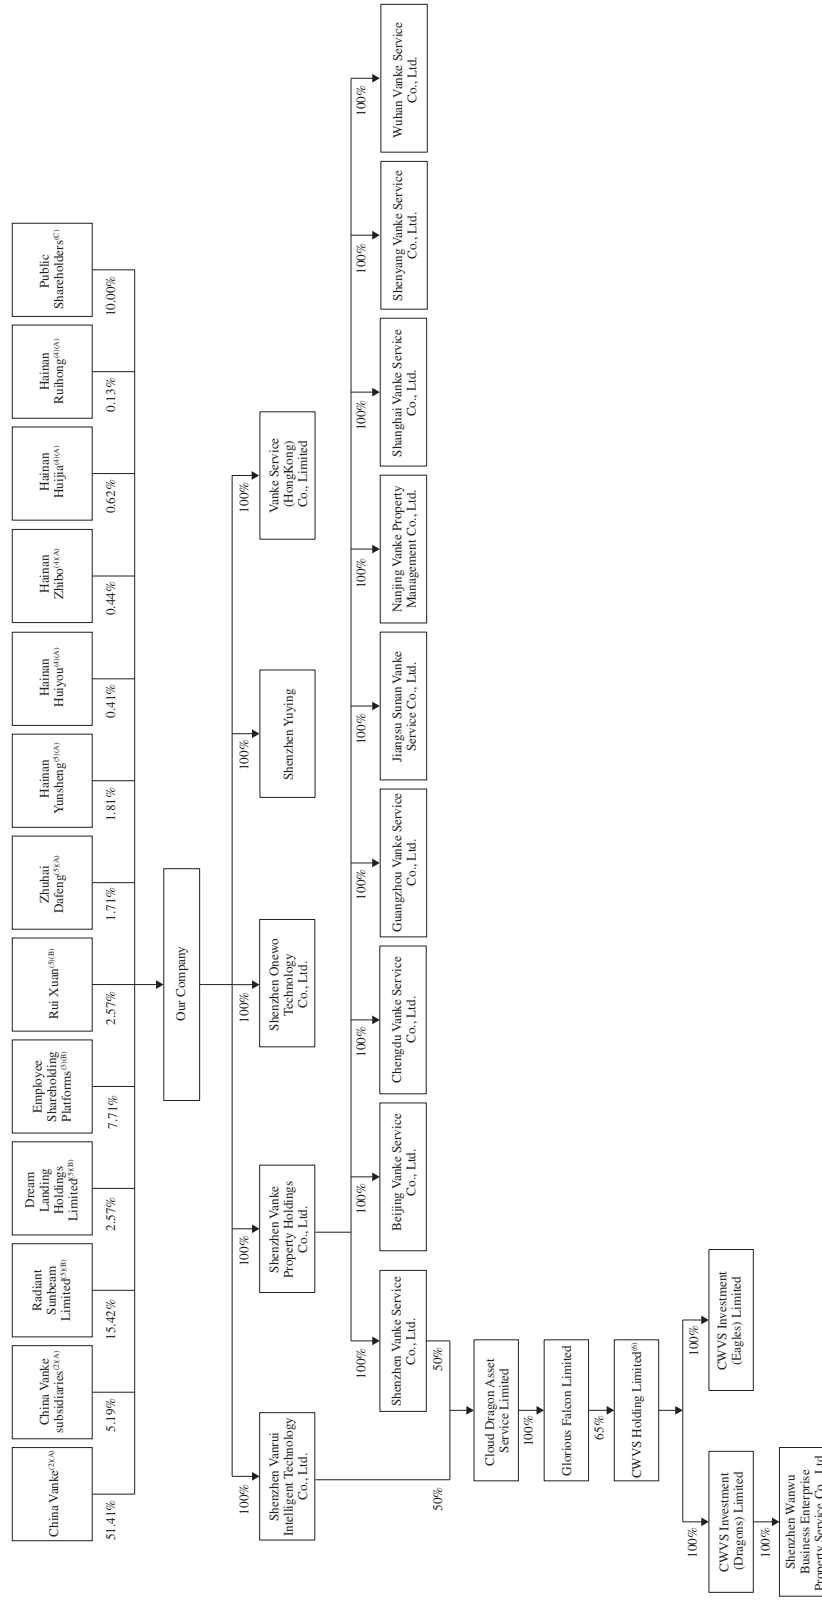 China Vanke(2)(A)
China Vanke
subsidiaries(2)(A)
Radiant
Sunbeam
Limited(5)(B)
Dream
Landing
Holdings
Limited(5)(B)
Employee
Shareholding
Platforms(3)(B)
Rui Xuan(5)(B)
Zhuhai
Dafeng(5)(A)
Hainan
Yunsheng(5)(A)
Hainan
Huiyou(4)(A)
Hainan
Zhibo(4)(A)
Hainan
Huijia(4)(A)
Hainan
Ruihong(4)(A)
Public
Shareholders(C)
51.41%
5.19%
15.42%
2.57%
7.71%
2.57%
1.71%
1.81%
0.41%
0.44%
0.62%
0.13%
10.00%
Our Company
100%
100%
100%
100%
100%
Shenzhen Vanrui
Intelligent Technology
Co., Ltd.
Shenzhen Vanke
Property Holdings
Co., Ltd.
Shenzhen Onewo
Technology
Co., Ltd.
Shenzhen Yuying
Vanke Service
(HongKong)
Co., Limited
100%
100%
100%
100%
100%
100%
100%
100%
100%
Shenzhen Vanke Service
Co., Ltd.
Beijing Vanke Service
Co., Ltd.
Chengdu Vanke Service
Co., Ltd.
Guangzhou Vanke Service
Co., Ltd.
Jiangsu Sunan Vanke
Service Co., Ltd.
Nanjing Vanke Property
Management Co., Ltd.
Shanghai Vanke Service
Co., Ltd.
Shenyang Vanke Service
Co., Ltd.
Wuhan Vanke Service
Co., Ltd.
50%
50%
Cloud Dragon Asset
Service Limited
100%
Glorious Falcon Limited
65%
CWVS Holding Limited(6)
100%
100%
CWVS Investment
(Dragons) Limited
CWVS Investment
(Eagles) Limited
100%
Shenzhen Wanwu
Business Enterprise
Property Service Co., Ltd.